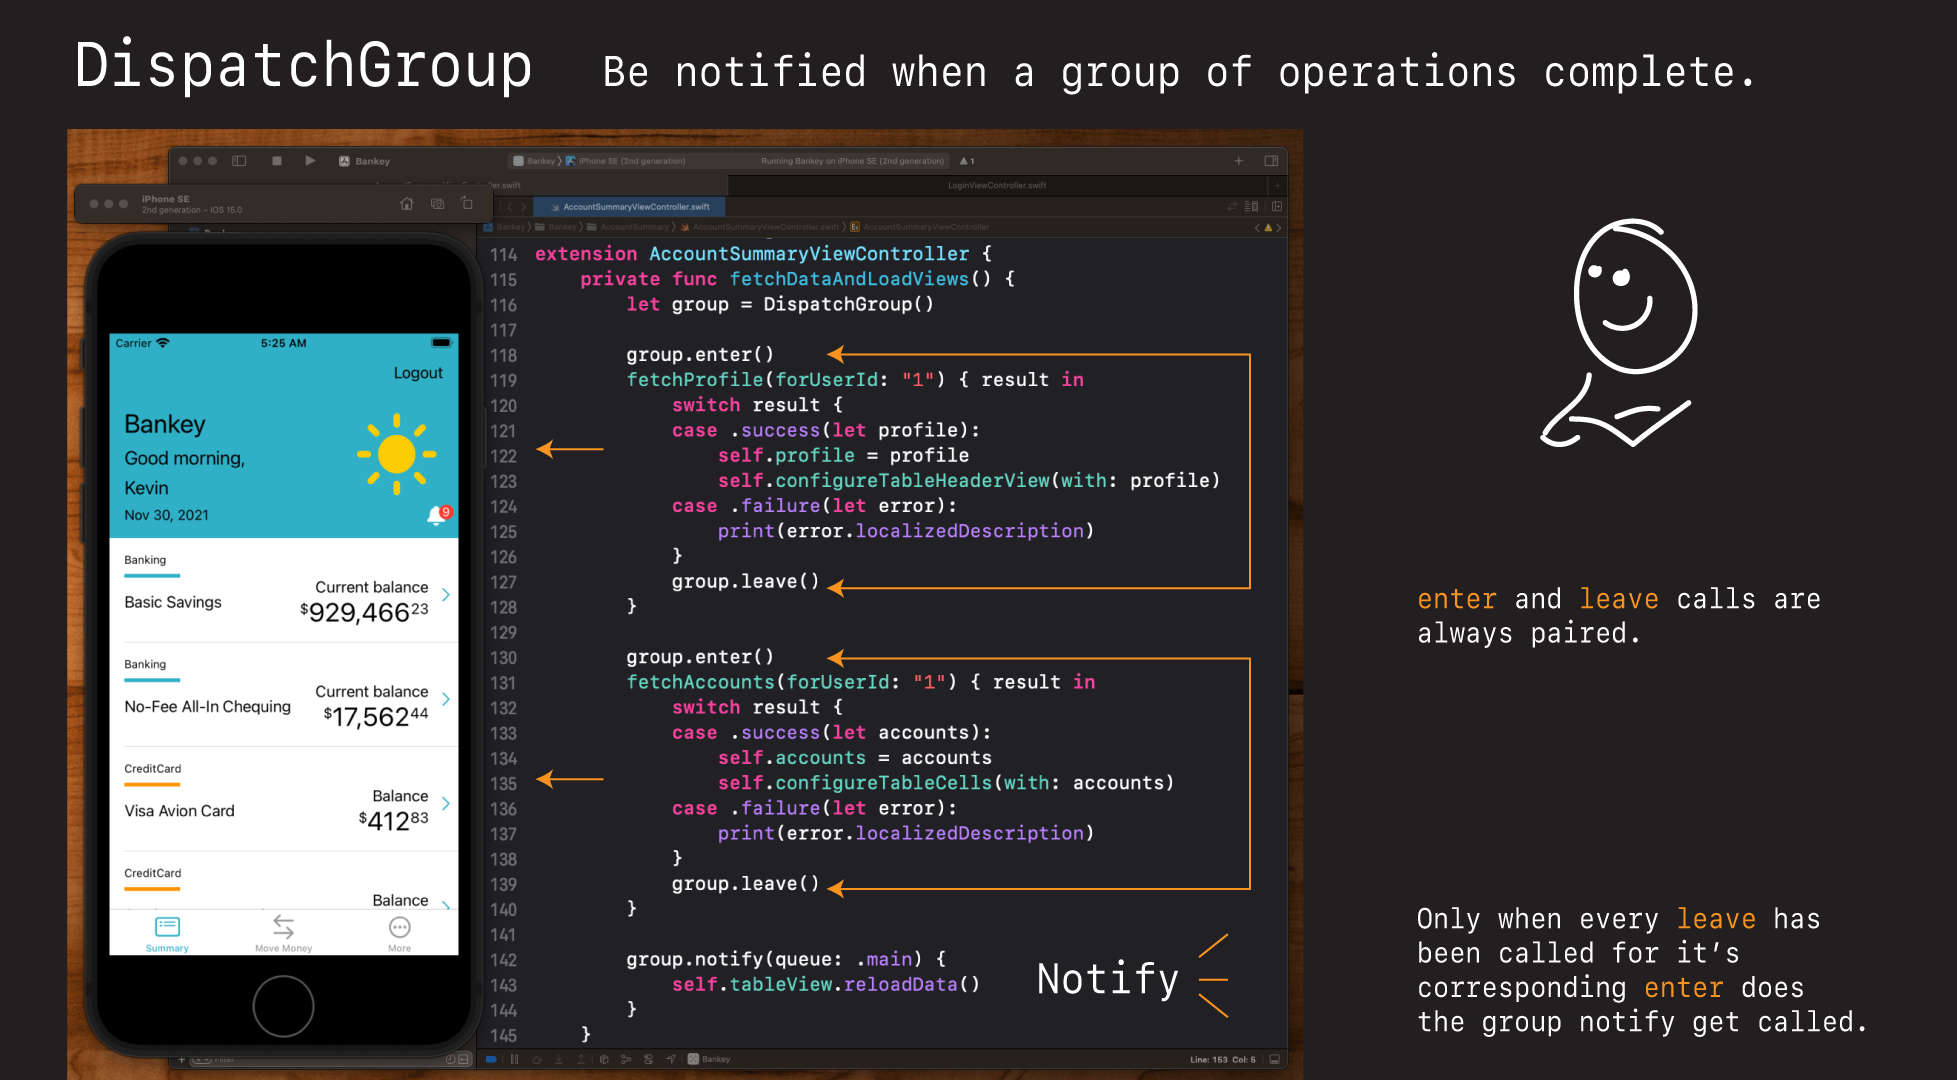 DispatchGroup
Be notified when a group of operations complete.
Bankey
Bankey
iPhone SE (2nd generation)
Running Bankey on iPhone SE (2nd generation)
1
LoginViewController.swift
iPhone SE
2nd generation – iOS 15.0
AccountSummaryViewController.swift
Bankey
Bankey
AccountSummary
AccountSummaryViewController.swift
AccountSummaryViewController
114 extension AccountSummaryViewController {
115 private func fetchDataAndLoadViews() {
116 let group = DispatchGroup()
117
118 group.enter()
119 fetchProfile(forUserId: "1") { result in
120 switch result {
121 case .success(let profile):
122 self.profile = profile
123 self.configureTableHeaderView(with: profile)
124 case .failure(let error):
125 print(error.localizedDescription)
126 }
127 group.leave()
128 }
129
130 group.enter()
131 fetchAccounts(forUserId: "1") { result in
132 switch result {
133 case .success(let accounts):
134 self.accounts = accounts
135 self.configureTableCells(with: accounts)
136 case .failure(let error):
137 print(error.localizedDescription)
138 }
139 group.leave()
140 }
141
142 group.notify(queue: .main) {
143 self.tableView.reloadData()
144 }
145 }
Notify
Carrier
5:25 AM
Logout
Bankey
Good morning,
Kevin
Nov 30, 2021
9
Banking
Basic Savings
Current balance
$929,466 23
Banking
No-Fee All-In Chequing
Current balance
$17,562 44
CreditCard
Visa Avion Card
Balance
$412 83
CreditCard
Balance
Summary
Move Money
More
Filter
Bankey
Line: 153 Col: 5
enter and leave calls are
always paired.
Only when every leave has
been called for it's
corresponding enter does
the group notify get called.